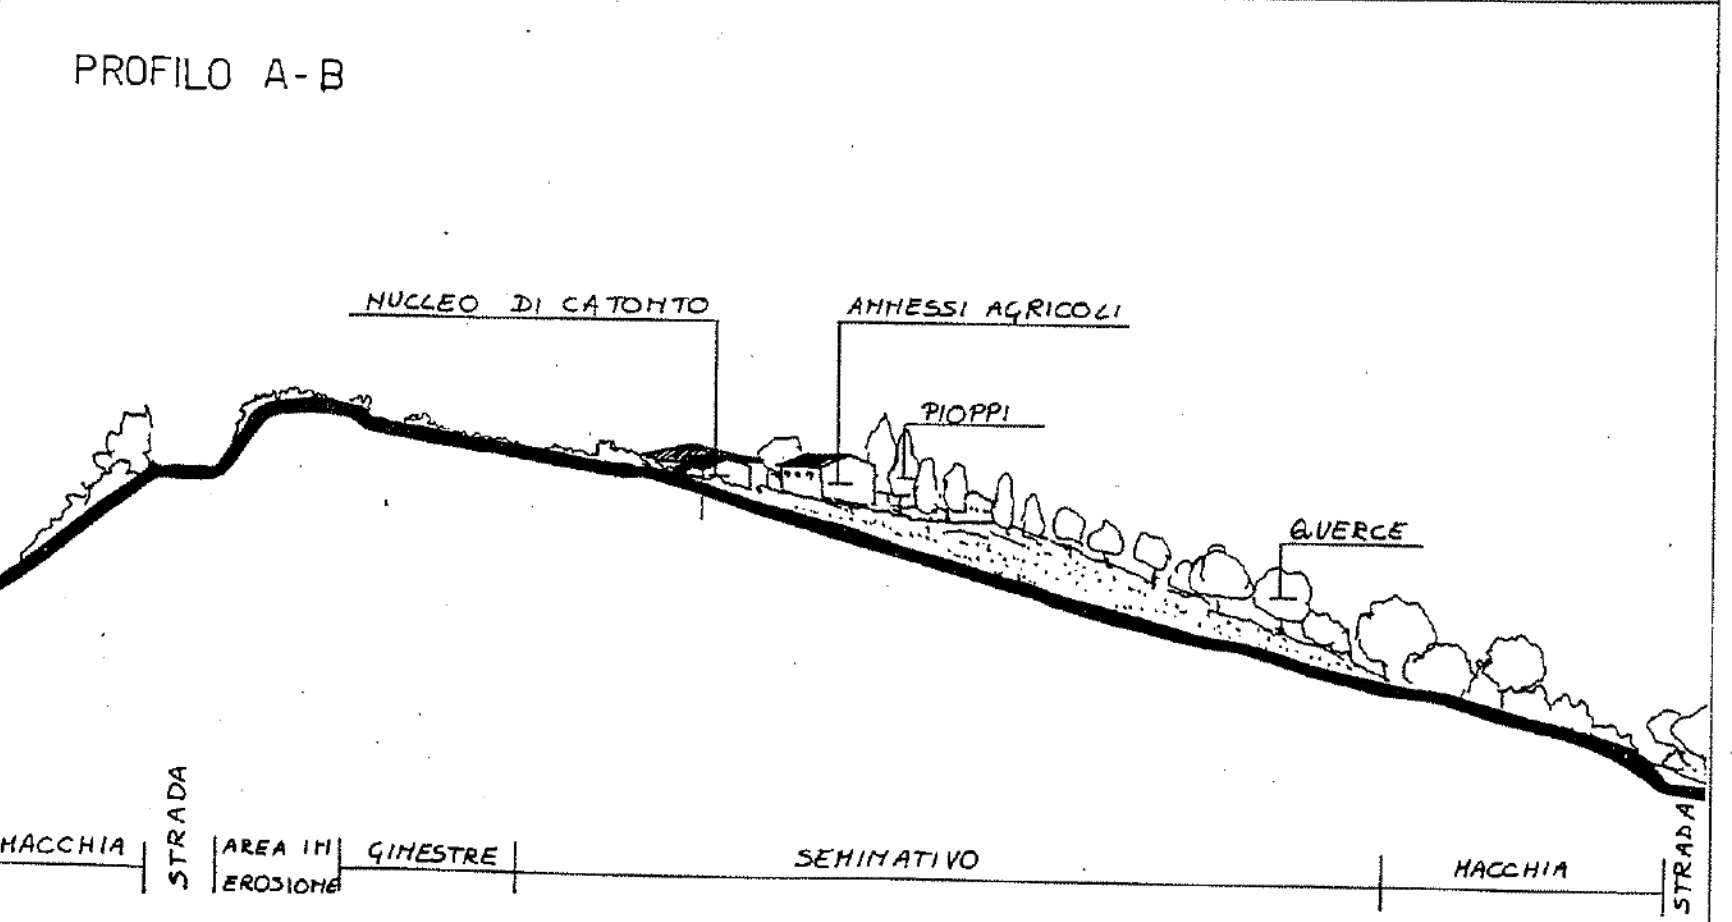 PROFILO A-B
NUCLEO DI CATONTO
ANNESSI AGRICOLI
PIOPPI
QUERCE
MACCHIA
STRADA
AREA IN
EROSIONE
GINESTRE
SEMINATIVO
MACCHIA
STRADA